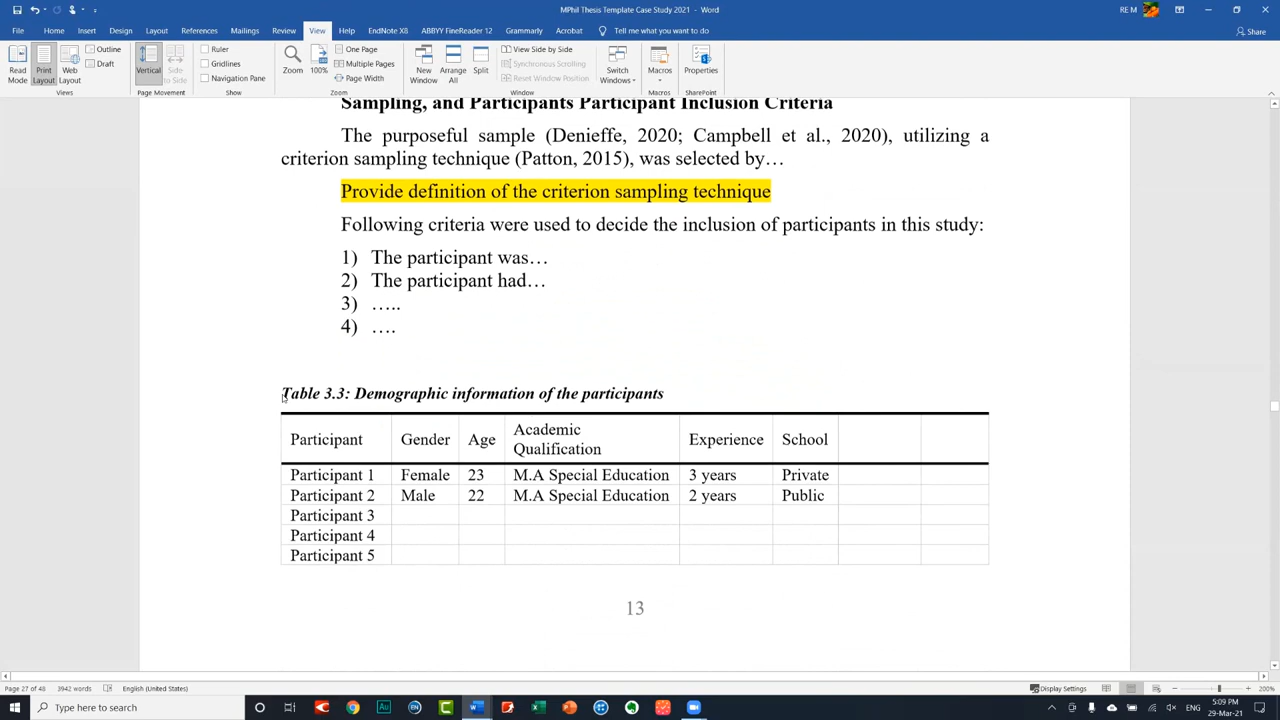 MPhil Thesis Template Case Study 2021 - Word
RE M
File Home Insert Design Layout References Mailings Review View Help EndNote X8 ABBYY FineReader 12 Grammarly Acrobat Tell me what you want to do
Share
Read Mode
Print Layout
Web Layout
Outline
Draft
Views
Vertical
Side to Side
Page Movement
Ruler
Gridlines
Navigation Pane
Show
Zoom
100%
One Page
Multiple Pages
Page Width
Zoom
New Window
Arrange All
Split
View Side by Side
Synchronous Scrolling
Reset Window Position
Window
Switch Windows
Macros
Macros
Properties
SharePoint
Sampling, and Participants Participant Inclusion Criteria
The purposeful sample (Denieffe, 2020; Campbell et al., 2020), utilizing a
criterion sampling technique (Patton, 2015), was selected by…
Provide definition of the criterion sampling technique
Following criteria were used to decide the inclusion of participants in this study:
1) The participant was…
2) The participant had…
3) …..
4) ….
Table 3.3: Demographic information of the participants
Participant Gender Age Academic Qualification Experience School
Participant 1 Female 23 M.A Special Education 3 years Private
Participant 2 Male 22 M.A Special Education 2 years Public
Participant 3
Participant 4
Participant 5
13
Page 27 of 48 3942 words English (United States) Display Settings 200%
Type here to search
5:09 PM
29-Mar-21